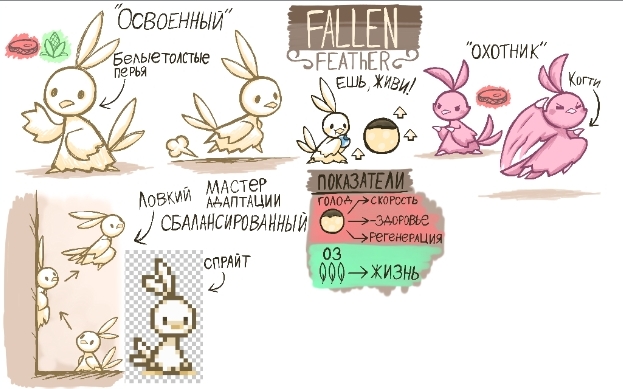 "Освоенный"
Белые толстые
перья
FALLEN
FEATHER
Ешь, живи!
"Охотник"
Когти
Ловкий
Мастер
адаптации
Сбалансированный
Спрайт
Показатели
Голод
Скорость
-Здоровье
Регенерация
ОЗ
Жизнь